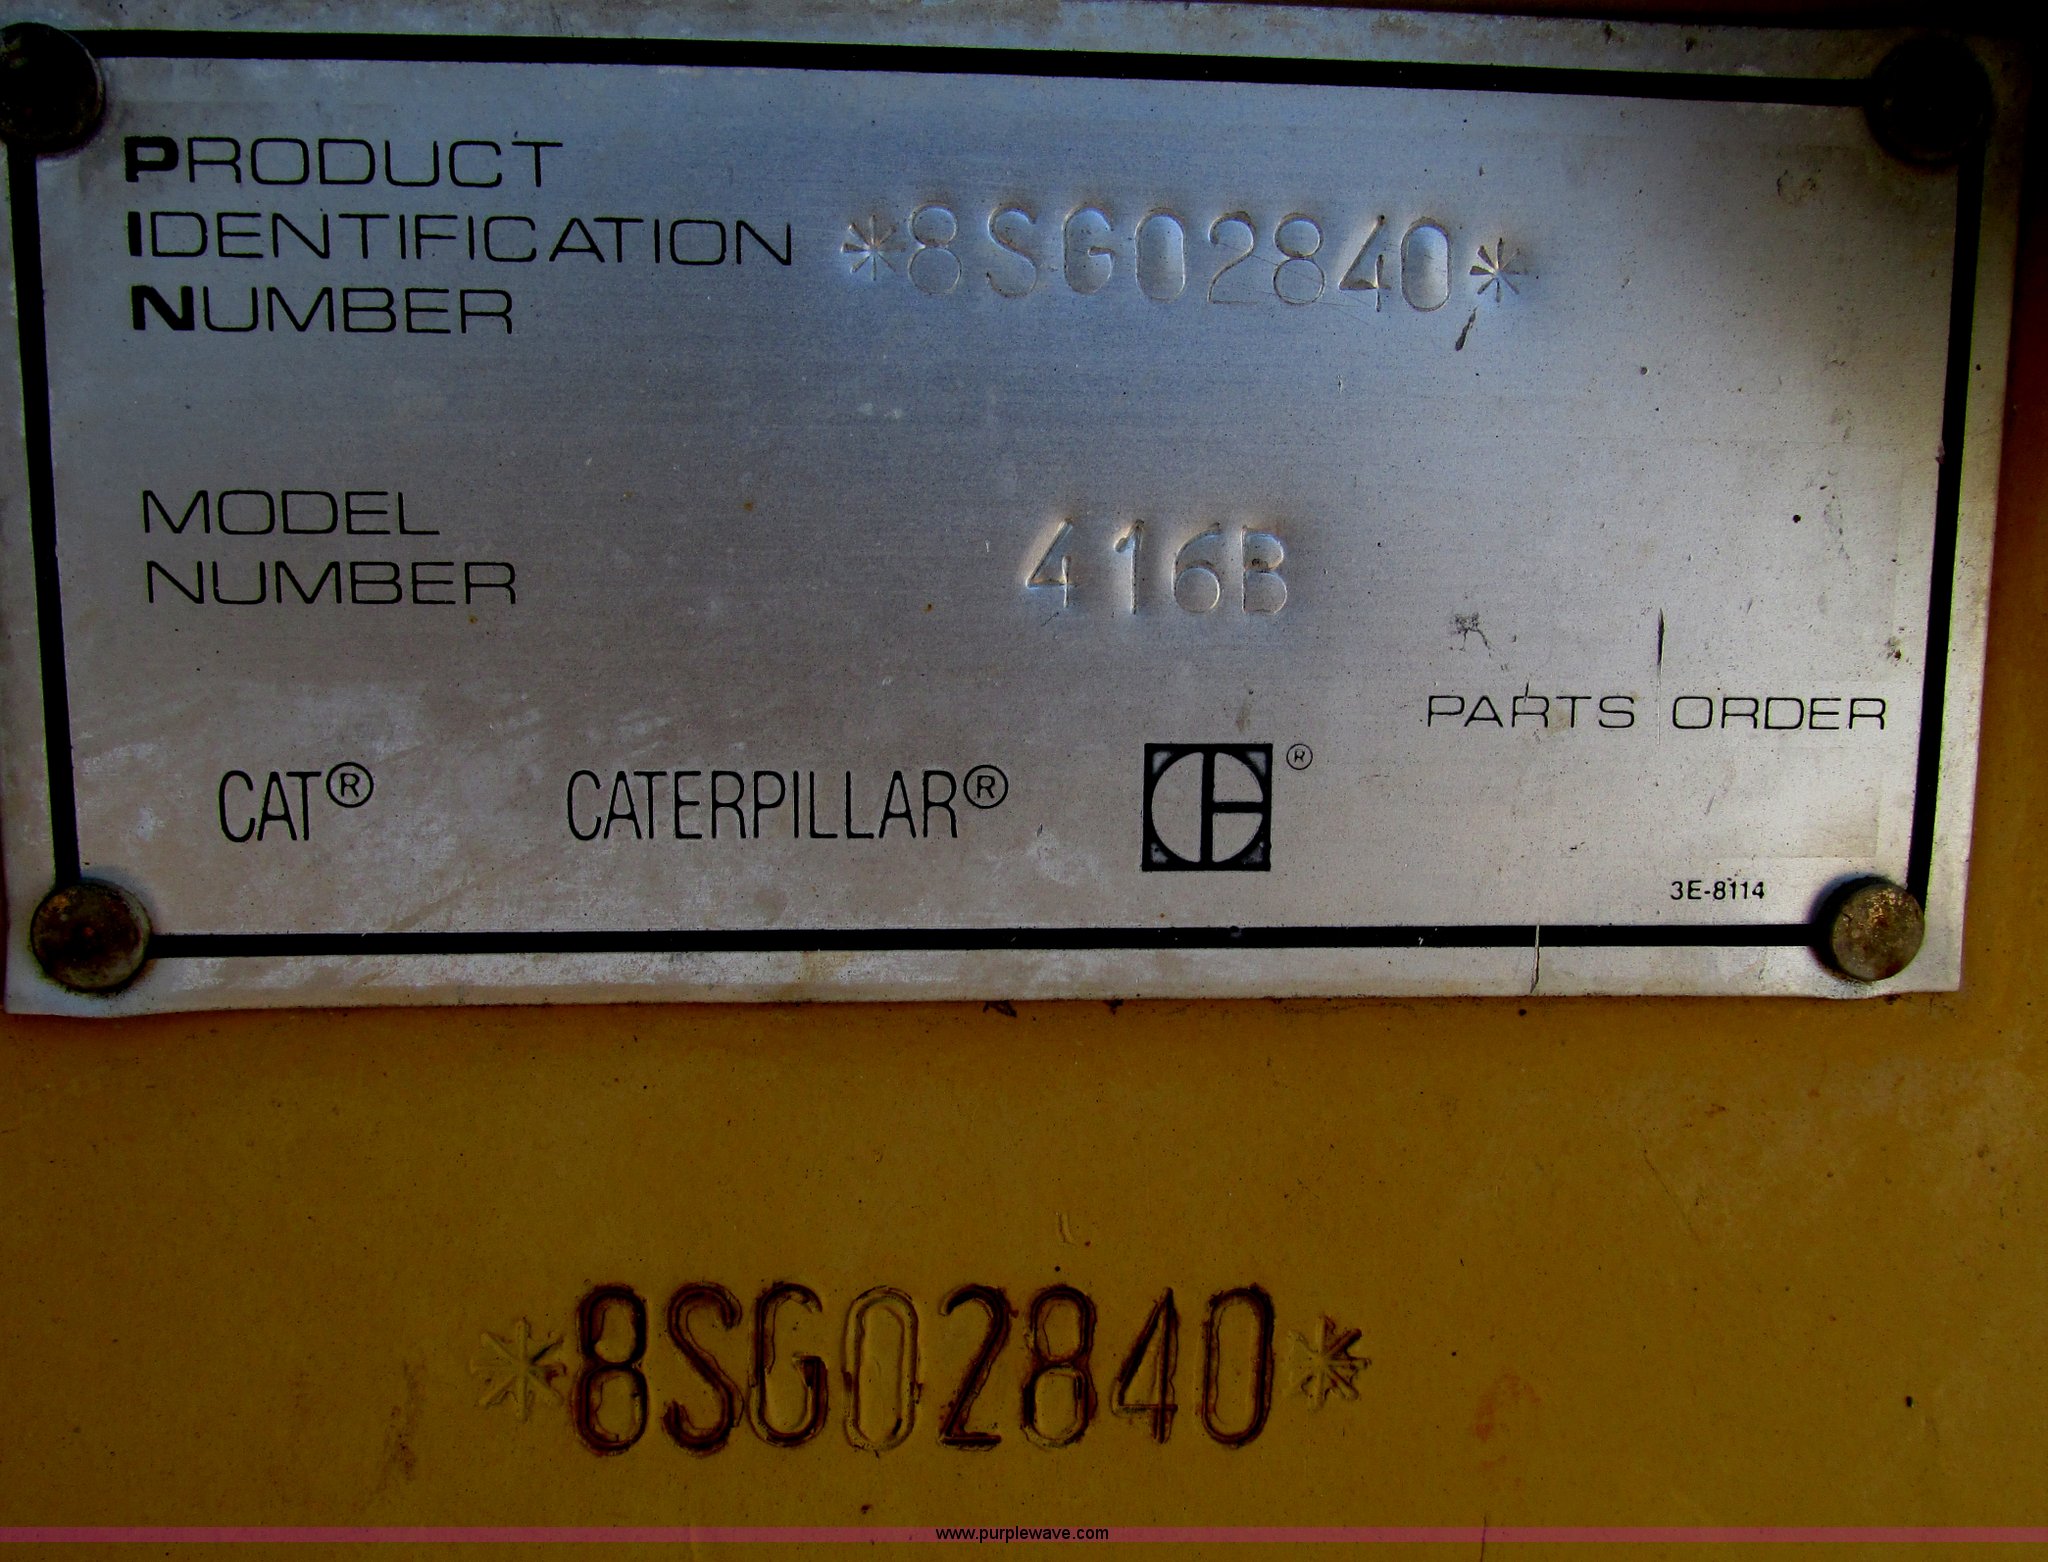 PRODUCT
IDENTIFICATION
NUMBER
*8SG02840*
MODEL
NUMBER
416B
PARTS ORDER
CAT® CATERPILLAR® ®
3E-8114
*8SG02840*
www.purplewave.com